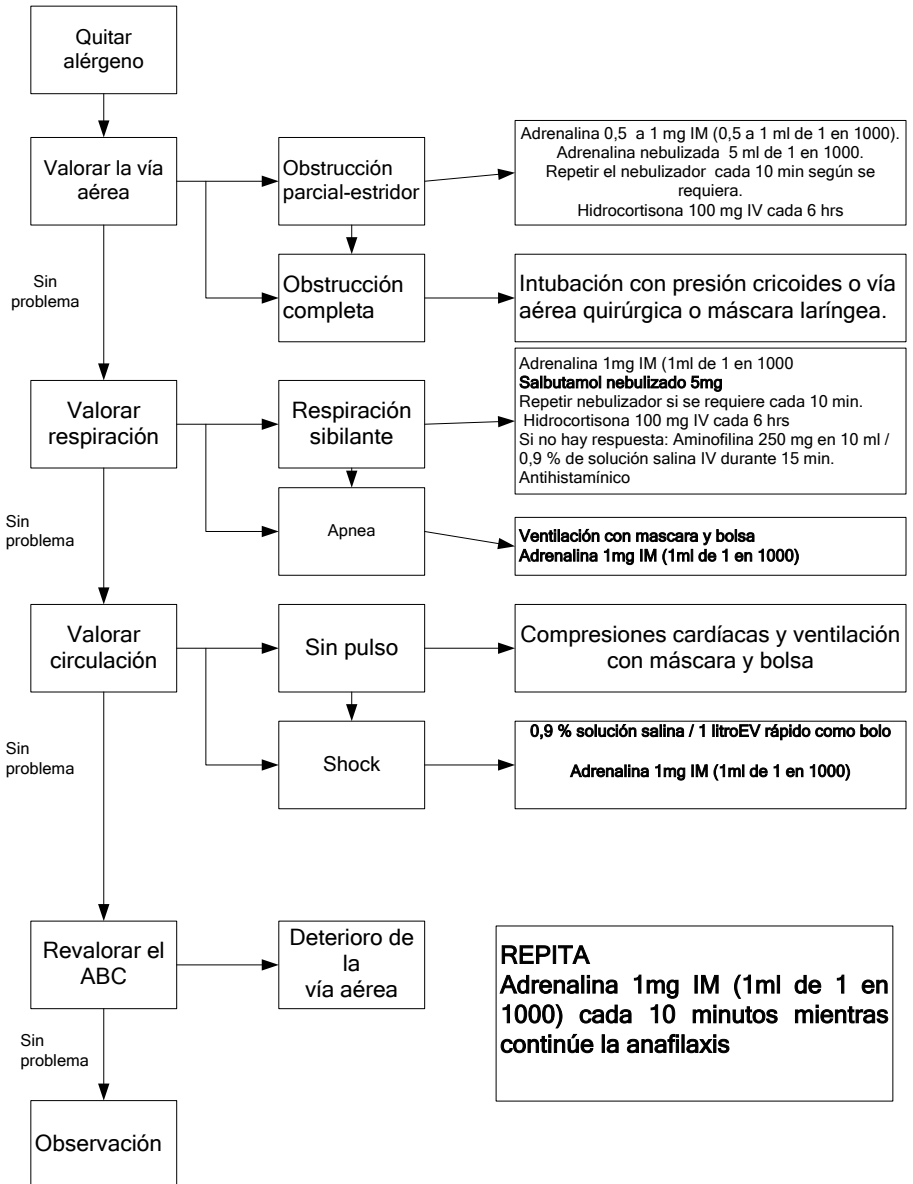 Quitar
alérgeno
Valorar la vía
aérea
Obstrucción
parcial-estridor
Adrenalina 0,5 a 1 mg IM (0,5 a 1 ml de 1 en 1000).
Adrenalina nebulizada 5 ml de 1 en 1000.
Repetir el nebulizador cada 10 min según se
requiera.
Hidrocortisona 100 mg IV cada 6 hrs
Sin
problema
Obstrucción
completa
Intubación con presión cricoides o vía
aérea quirúrgica o máscara laríngea.
Valorar
respiración
Respiración
sibilante
Adrenalina 1mg IM (1ml de 1 en 1000
Salbutamol nebulizado 5mg
Repetir nebulizador si se requiere cada 10 min.
Hidrocortisona 100 mg IV cada 6 hrs
Si no hay respuesta: Aminofilina 250 mg en 10 ml /
0,9 % de solución salina IV durante 15 min.
Antihistamínico
Sin
problema
Apnea
Ventilación con mascara y bolsa
Adrenalina 1mg IM (1ml de 1 en 1000)
Valorar
circulación
Sin pulso
Compresiones cardíacas y ventilación
con máscara y bolsa
Sin
problema
Shock
0,9 % solución salina / 1 litroEV rápido como bolo
Adrenalina 1mg IM (1ml de 1 en 1000)
Revalorar el
ABC
Deterioro de
la
vía aérea
REPITA
Adrenalina 1mg IM (1ml de 1 en
1000) cada 10 minutos mientras
continúe la anafilaxis
Sin
problema
Observación